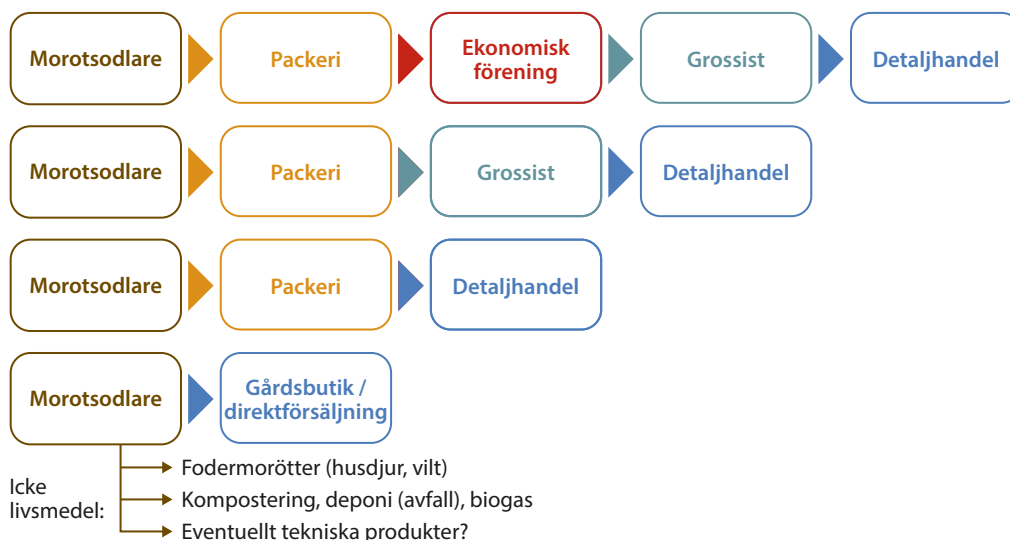 Morotsodlare
Packeri
Ekonomisk
förening
Grossist
Detaljhandel
Morotsodlare
Packeri
Grossist
Detaljhandel
Morotsodlare
Packeri
Detaljhandel
Morotsodlare
Gårdsbutik /
direktförsäljning
Icke
livsmedel:
Fodermorötter (husdjur, vilt)
Kompostering, deponi (avfall), biogas
Eventuellt tekniska produkter?